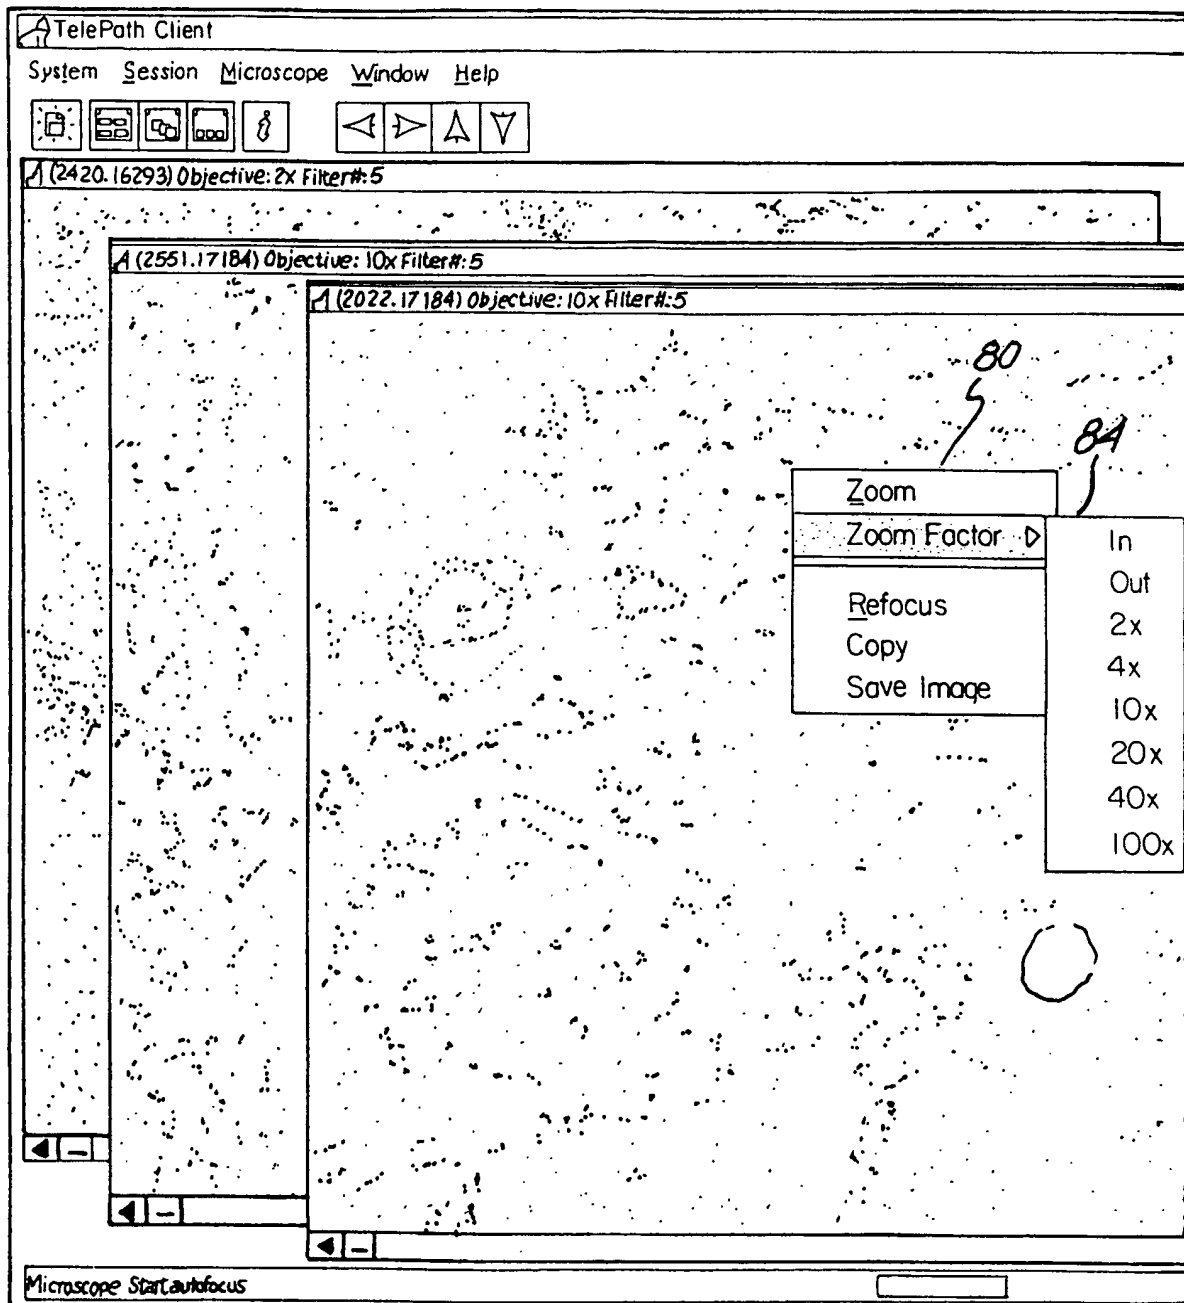 TelePath Client
System Session Microscope Window Help
(2420.16293) Objective: 2x Filter#:5
(2551.17184) Objective: 10x Filter#:5
(2022.17184) Objective: 10x Filter#:5
80
84
Zoom
Zoom Factor
Refocus
Copy
Save Image
In
Out
2x
4x
10x
20x
40x
100x
Microscope Start autofocus